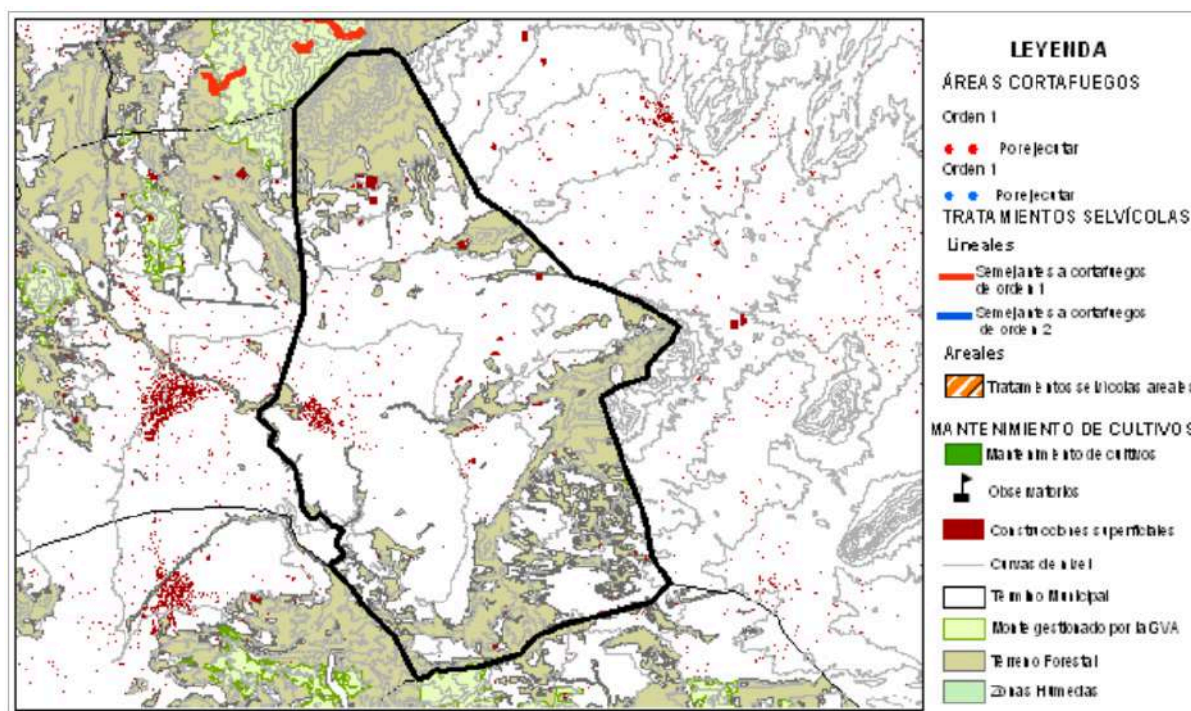 LEYENDA
ÁREAS CORTAFUEGOS
Orden 1
Por ejecutar
Orden 1
Por ejecutar
TRATAMIENTOS SELVÍCOLAS
Lineales
Semejantes a cortafuegos
de orden 1
Semejantes a cortafuegos
de orden 2
Areales
Tratamientos selvícolas areales
MANTENIMIENTO DE CULTIVOS
Mantenimiento de cultivos
Observatorios
Construcciones superficiales
Curvas de nivel
Término Municipal
Monte gestionado por la GVA
Terreno Forestal
Zonas Húmedas